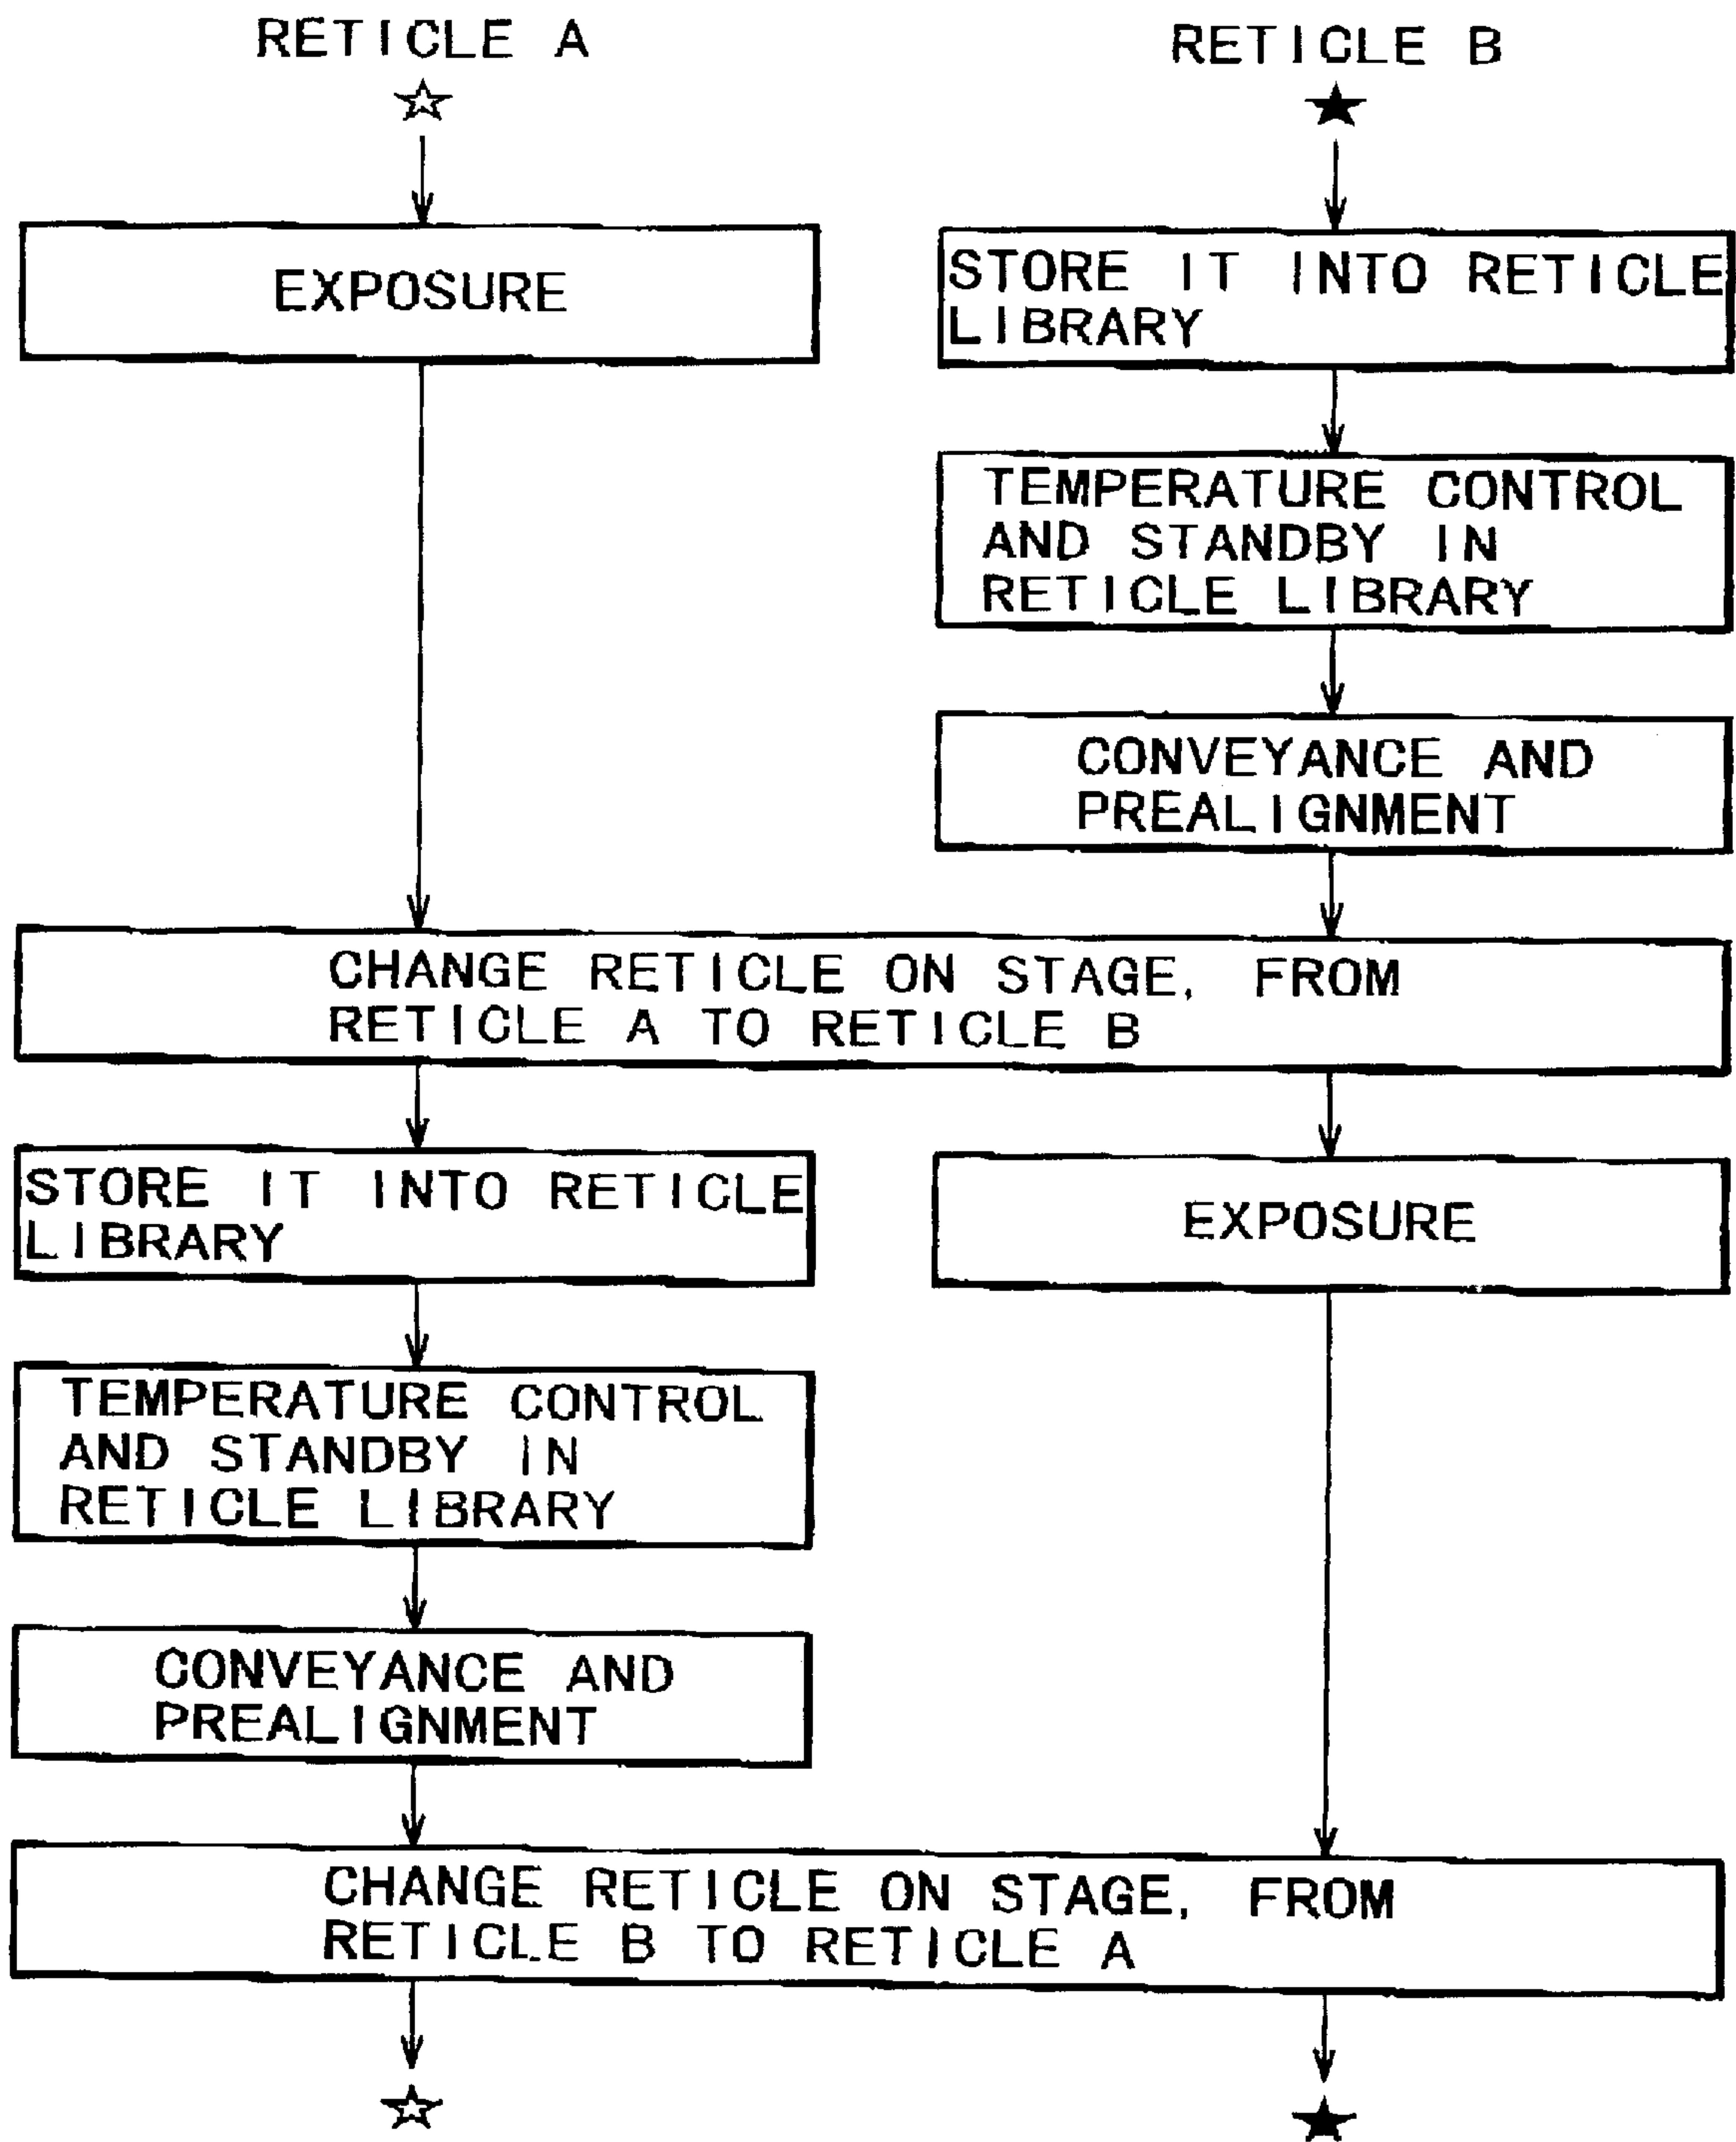 RETICLE A
RETICLE B
EXPOSURE
STORE IT INTO RETICLE
LIBRARY
TEMPERATURE CONTROL
AND STANDBY IN
RETICLE LIBRARY
CONVEYANCE AND
PREALIGNMENT
CHANGE RETICLE ON STAGE, FROM
RETICLE A TO RETICLE B
STORE IT INTO RETICLE
LIBRARY
EXPOSURE
TEMPERATURE CONTROL
AND STANDBY IN
RETICLE LIBRARY
CONVEYANCE AND
PREALIGNMENT
CHANGE RETICLE ON STAGE, FROM
RETICLE B TO RETICLE A